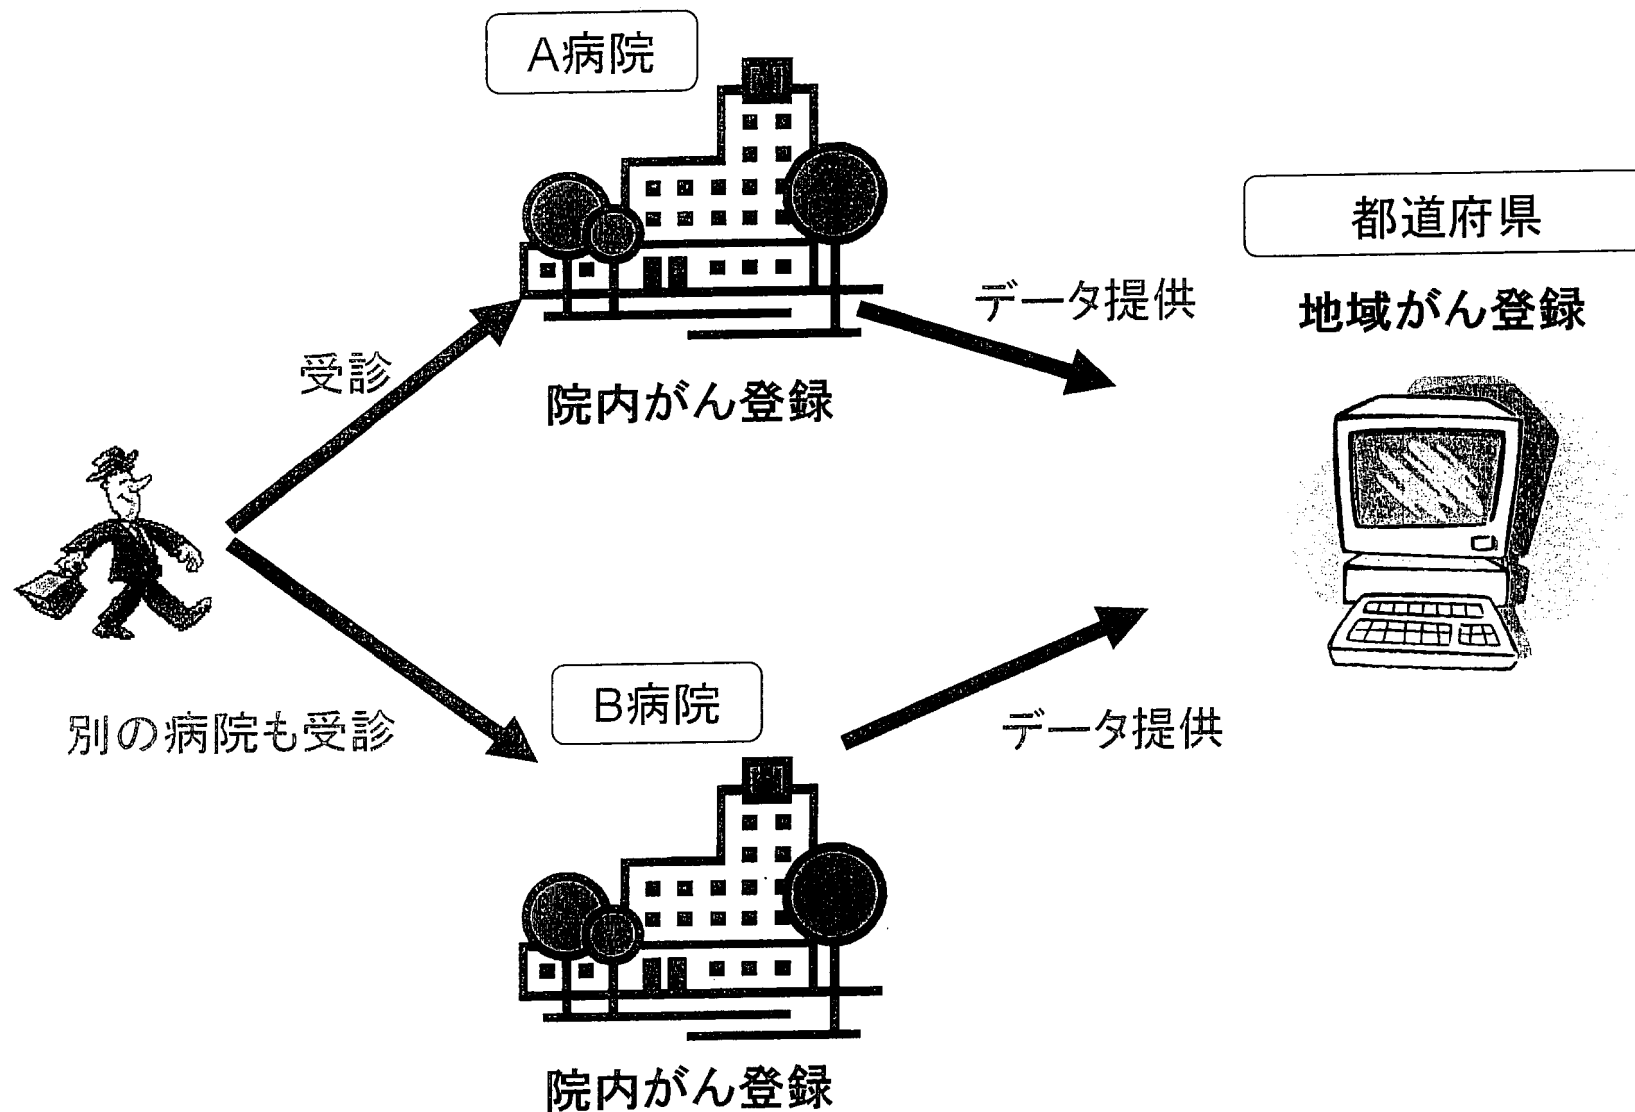 A病院
都道府県
データ提供
地域がん登録
受診
院内がん登録
B病院
別の病院も受診
データ提供
院内がん登録